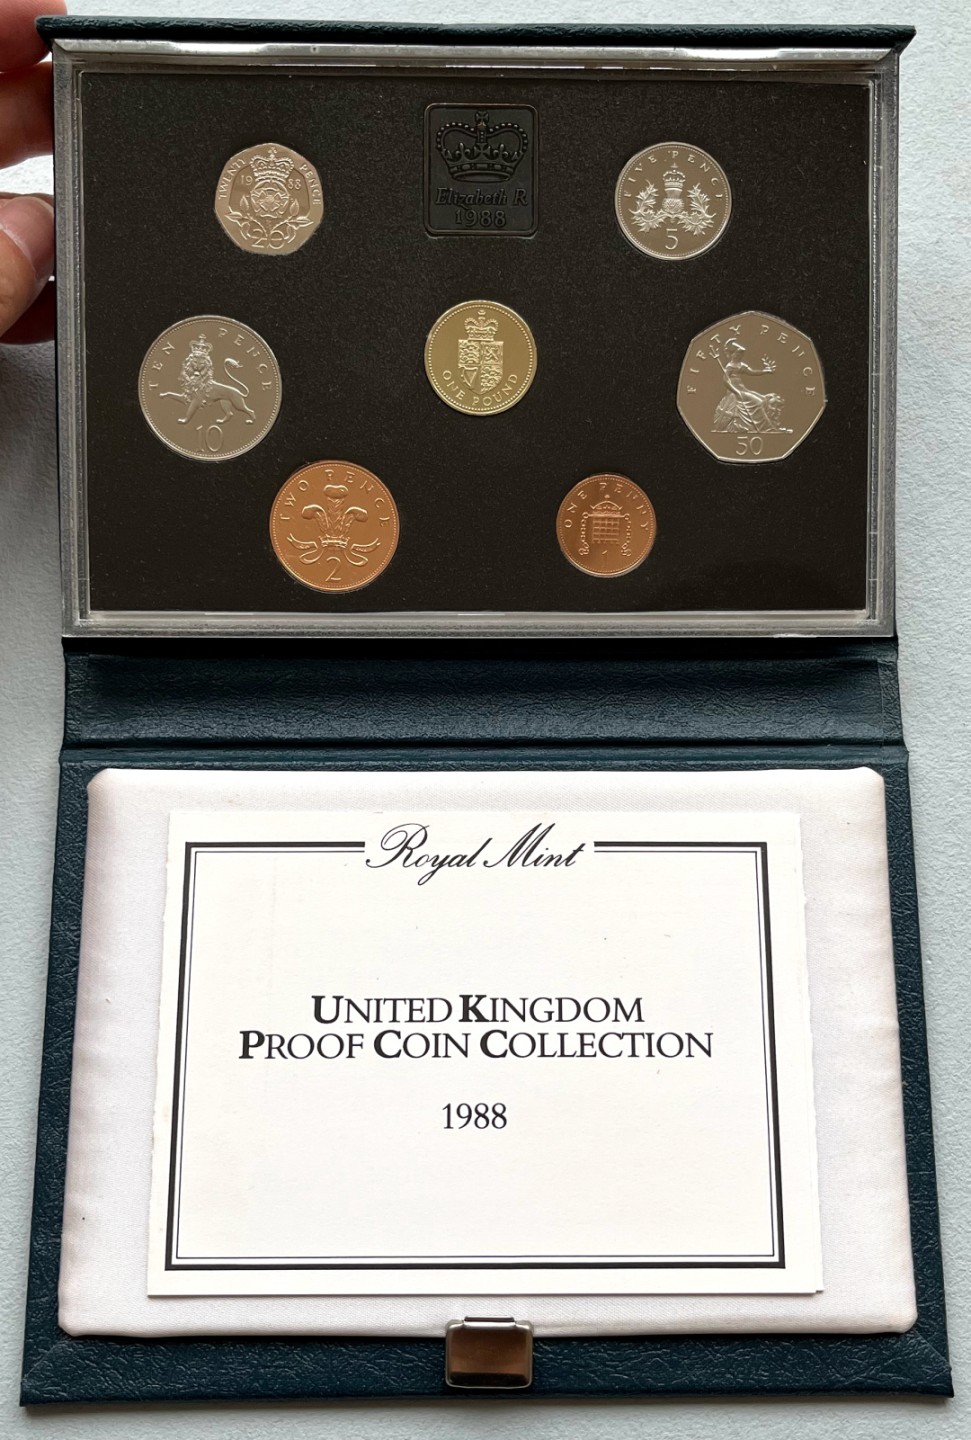 TWENTY PENCE
19 88
20
Elizabeth R
1988
FIVE PENCE
5
TEN PENCE
10
ONE POUND
FIFTY PENCE
50
TWO PENCE
2
ONE PENNY
1
Royal Mint
UNITED KINGDOM
PROOF COIN COLLECTION
1988